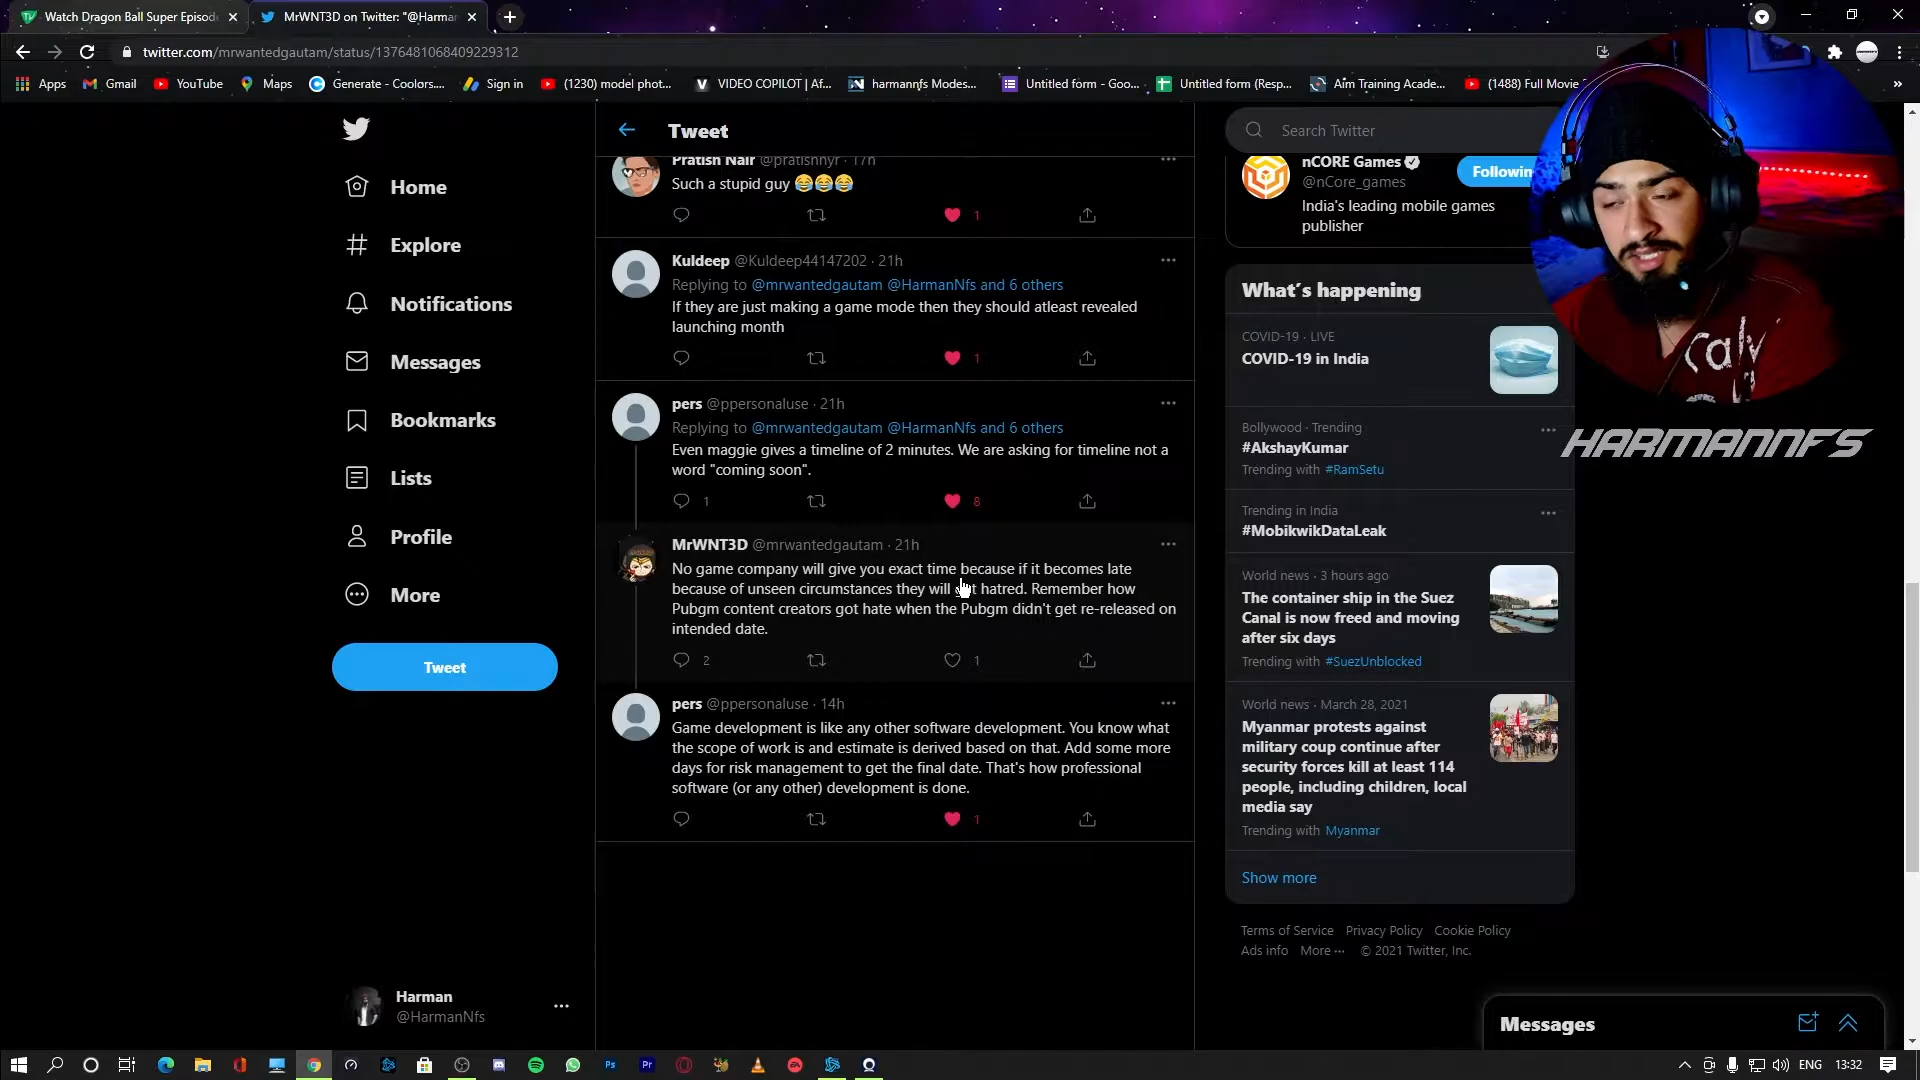 Watch Dragon Ball Super Episod
MrWNT3D on Twitter: "@Harman
twitter.com/mrwantedgautam/status/1376481068409229312
Apps
Gmail
YouTube
Maps
Generate - Coolors....
Sign in
(1230) model phot...
VIDEO COPILOT | Af...
harmannfs Modes...
Untitled form - Goo...
Untitled form (Resp...
Aim Training Acade...
(1488) Full Movie
Home
Explore
Notifications
Messages
Bookmarks
Lists
Profile
More
Tweet
Harman
@HarmanNfs
Tweet
Pratish Nair @pratishnyr · 17h
Such a stupid guy 😂😂😂
1
Kuldeep @Kuldeep44147202 · 21h
Replying to @mrwantedgautam @HarmanNfs and 6 others
If they are just making a game mode then they should atleast revealed
launching month
1
pers @ppersonaluse · 21h
Replying to @mrwantedgautam @HarmanNfs and 6 others
Even maggie gives a timeline of 2 minutes. We are asking for timeline not a
word "coming soon".
1 8
MrWNT3D @mrwantedgautam · 21h
No game company will give you exact time because if it becomes late
because of unseen circumstances they will hatred. Remember how
Pubgm content creators got hate when the Pubgm didn't get re-released on
intended date.
2 1
pers @ppersonaluse · 14h
Game development is like any other software development. You know what
the scope of work is and estimate is derived based on that. Add some more
days for risk management to get the final date. That's how professional
software (or any other) development is done.
1
Search Twitter
nCORE Games
@nCore_games
Followin
India's leading mobile games
publisher
What's happening
COVID-19 · LIVE
COVID-19 in India
Bollywood · Trending
#AkshayKumar
Trending with #RamSetu
Trending in India
#MobikwikDataLeak
World news · 3 hours ago
The container ship in the Suez
Canal is now freed and moving
after six days
Trending with #SuezUnblocked
World news · March 28, 2021
Myanmar protests against
military coup continue after
security forces kill at least 114
people, including children, local
media say
Trending with Myanmar
Show more
Terms of Service Privacy Policy Cookie Policy
Ads info More ··· © 2021 Twitter, Inc.
Messages
HARMANNFS
ENG
13:32